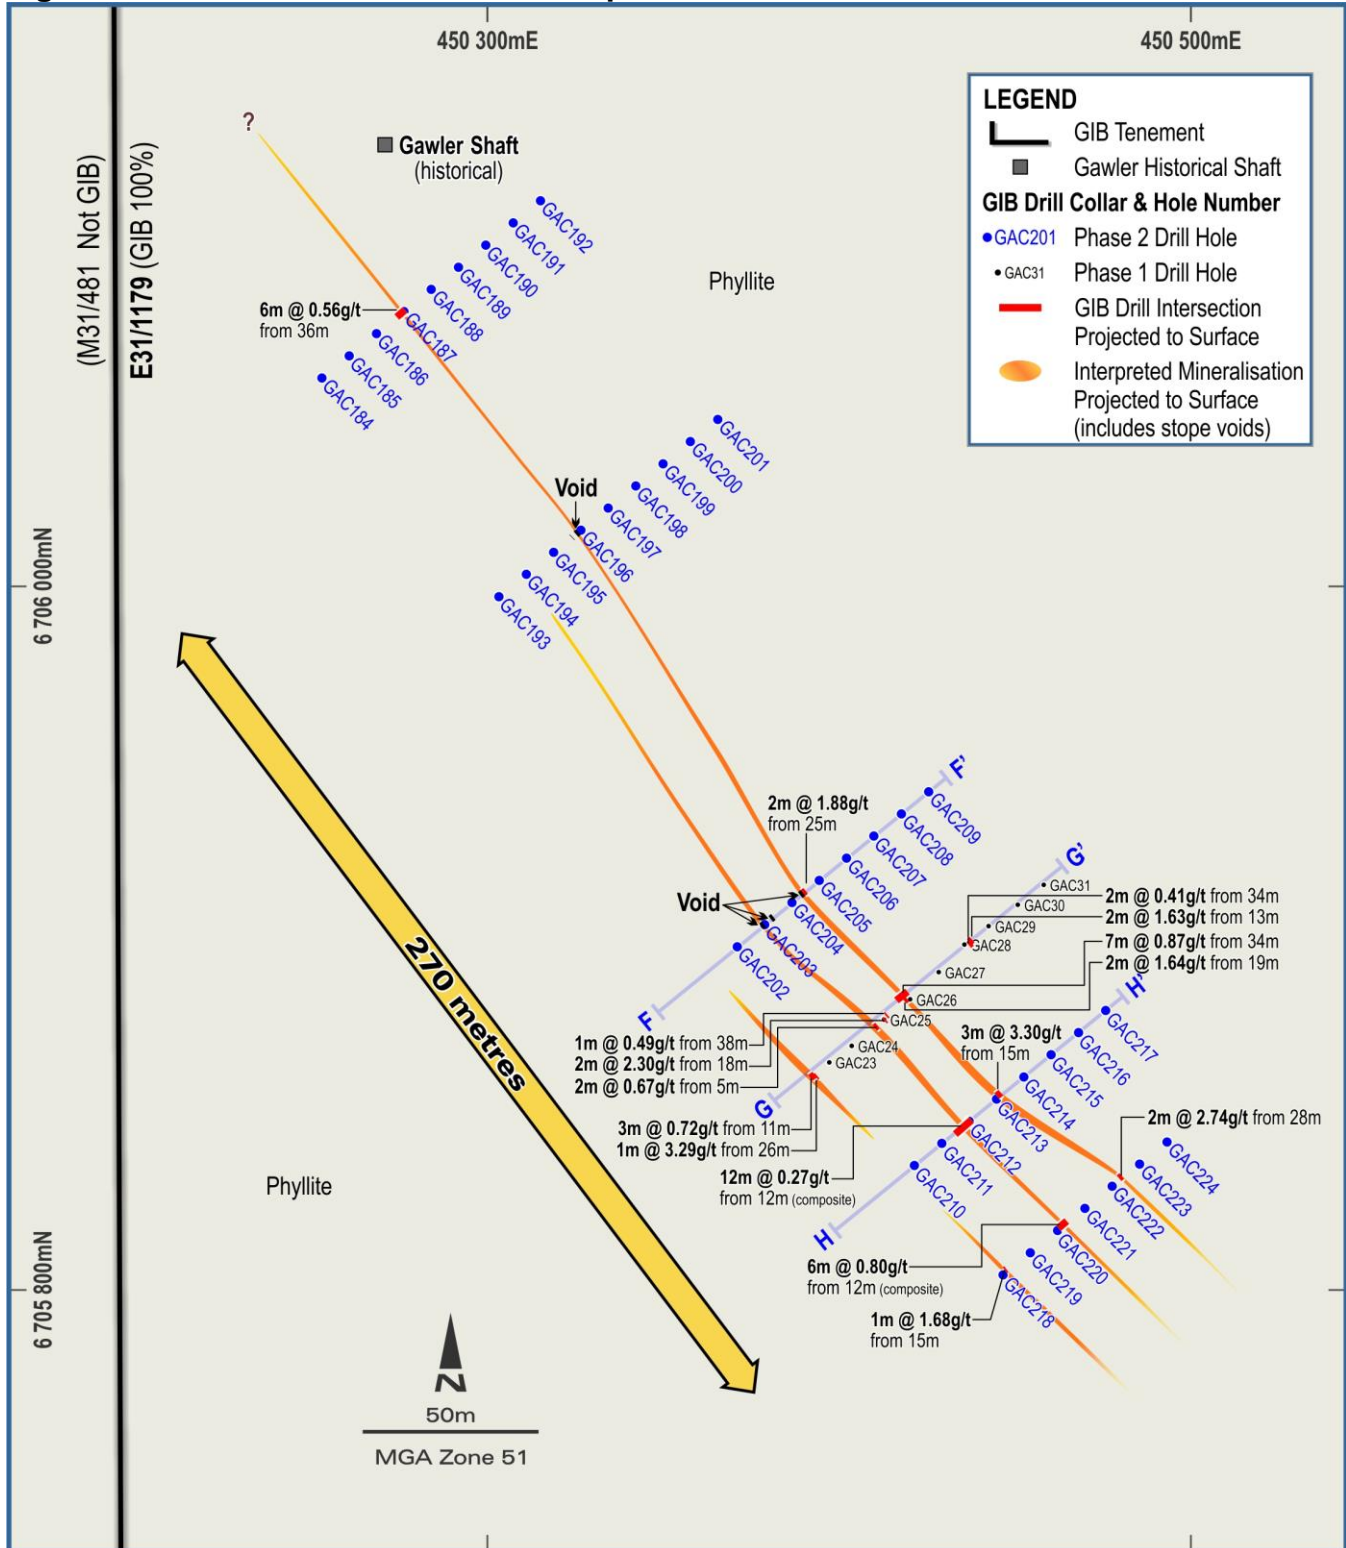 450 300mE
450 500mE
LEGEND
GIB Tenement
Gawler Historical Shaft
GIB Drill Collar & Hole Number
GAC201 Phase 2 Drill Hole
GAC31 Phase 1 Drill Hole
GIB Drill Intersection
Projected to Surface
Interpreted Mineralisation
Projected to Surface
(includes stope voids)
(M31/481 Not GIB)
E31/1179 (GIB 100%)
?
Gawler Shaft
(historical)
GAC192
GAC191
GAC190
GAC189
GAC188
GAC187
GAC186
GAC185
GAC184
6m @ 0.56g/t
from 36m
Phyllite
GAC201
GAC200
GAC199
GAC198
GAC197
GAC196
GAC195
GAC194
GAC193
Void
6 706 000mN
270 metres
F'
GAC209
GAC208
GAC207
GAC206
GAC205
GAC204
GAC203
GAC202
F
2m @ 1.88g/t
from 25m
Void
G'
GAC31
GAC30
GAC29
GAC28
GAC27
GAC26
GAC25
GAC24
GAC23
G
2m @ 0.41g/t from 34m
2m @ 1.63g/t from 13m
7m @ 0.87g/t from 34m
2m @ 1.64g/t from 19m
1m @ 0.49g/t from 38m
2m @ 2.30g/t from 18m
2m @ 0.67g/t from 5m
3m @ 0.72g/t from 11m
1m @ 3.29g/t from 26m
H'
GAC217
GAC216
GAC215
GAC214
GAC213
GAC212
GAC211
GAC210
H
3m @ 3.30g/t
from 15m
12m @ 0.27g/t
from 12m (composite)
2m @ 2.74g/t from 28m
GAC224
GAC223
GAC222
GAC221
GAC220
GAC219
GAC218
6m @ 0.80g/t
from 12m (composite)
1m @ 1.68g/t
from 15m
Phyllite
6 705 800mN
N
50m
MGA Zone 51